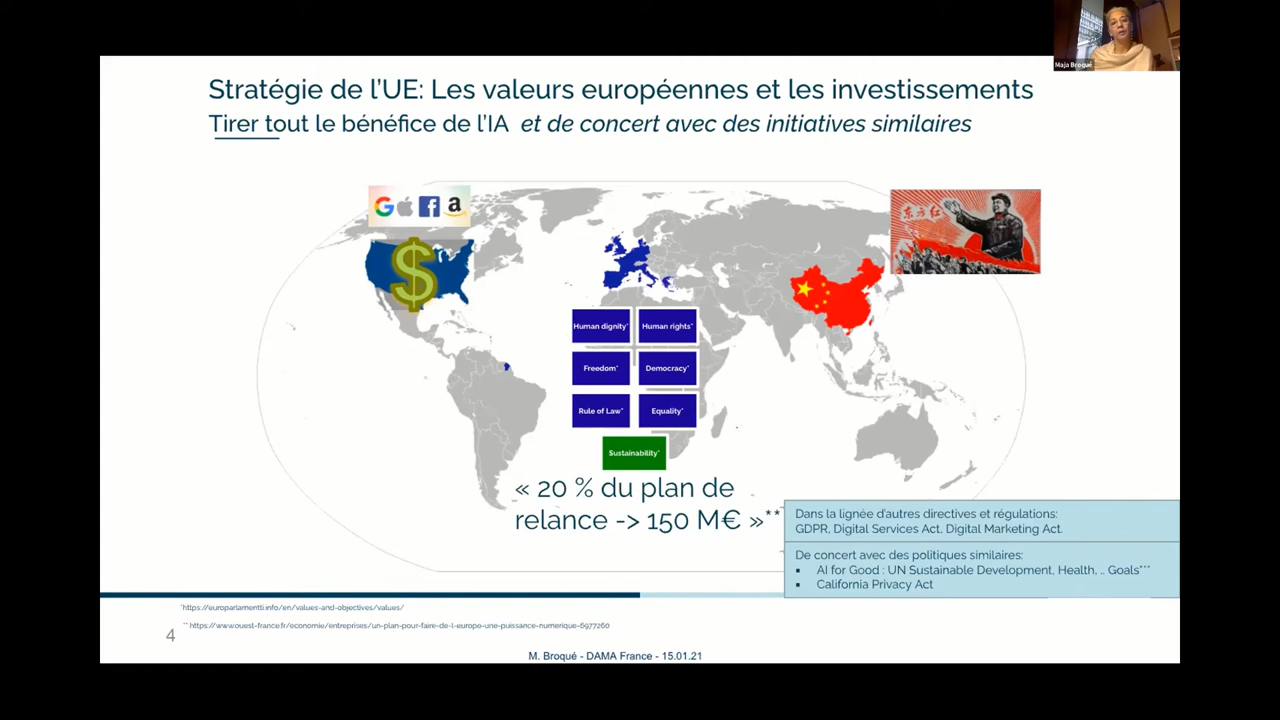 Maja Broqué
Stratégie de l'UE: Les valeurs européennes et les investissements
Tirer tout le bénéfice de l'IA et de concert avec des initiatives similaires
G f a
东方红
$
Human dignity*
Human rights*
Freedom*
Democracy*
Rule of Law*
Equality*
Sustainability*
« 20 % du plan de
relance -> 150 M€ »**
Dans la lignée d'autres directives et régulations:
GDPR, Digital Services Act, Digital Marketing Act.
De concert avec des politiques similaires:
▪ AI for Good : UN Sustainable Development, Health, .. Goals***
▪ California Privacy Act
*https://europarlamentti.info/en/values-and-objectives/values/
** https://www.ouest-france.fr/economie/entreprises/un-plan-pour-faire-de-l-europe-une-puissance-numerique-6977260
4
M. Broqué - DAMA France - 15.01.21